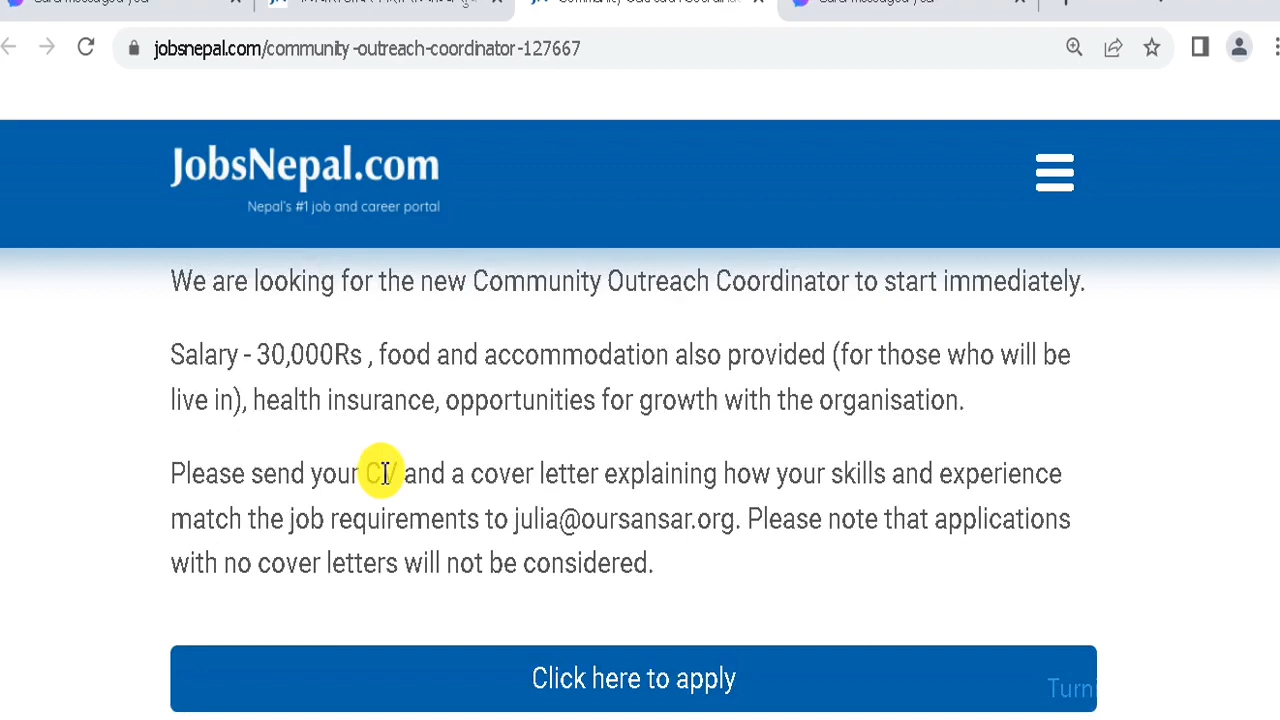 jobsnepal.com/community-outreach-coordinator-127667
JobsNepal.com
Nepal's #1 job and career portal
We are looking for the new Community Outreach Coordinator to start immediately.
Salary - 30,000Rs , food and accommodation also provided (for those who will be
live in), health insurance, opportunities for growth with the organisation.
Please send your CV and a cover letter explaining how your skills and experience
match the job requirements to julia@oursansar.org. Please note that applications
with no cover letters will not be considered.
Click here to apply
Turni